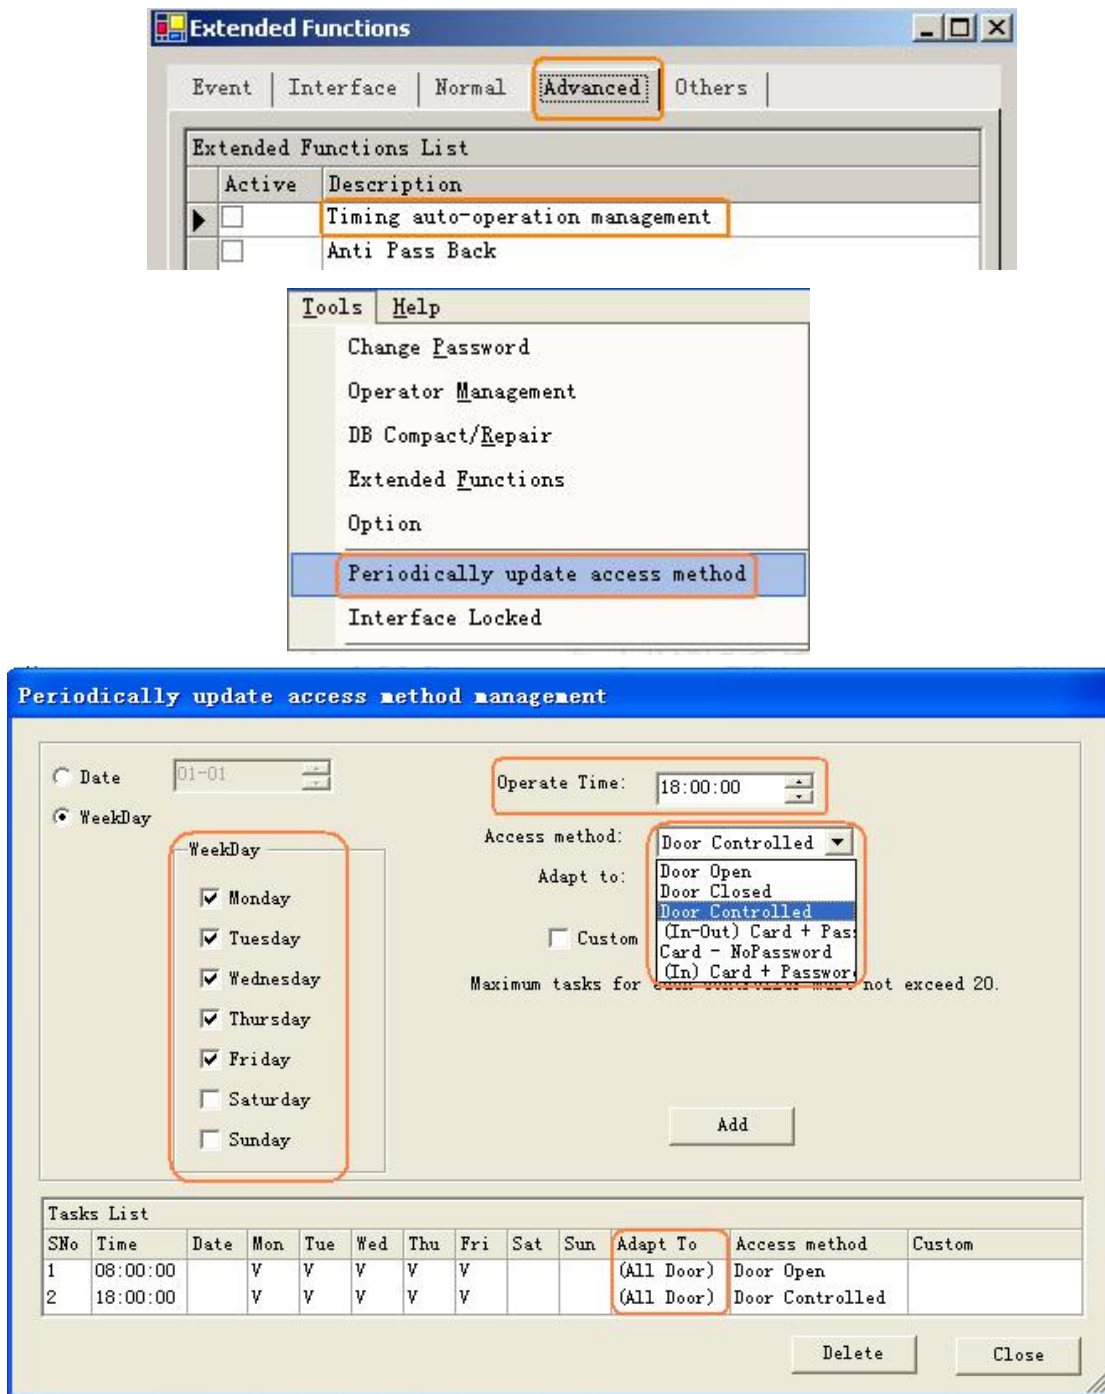 Extended Functions
Event Interface Normal Advanced Others
Extended Functions List
Active Description
Timing auto-operation management
Anti Pass Back
Tools Help
Change Password
Operator Management
DB Compact/Repair
Extended Functions
Option
Periodically update access method
Interface Locked
Periodically update access method management
Date 01-01 Operate Time: 18:00:00
WeekDay
Access method: Door Controlled
WeekDay
Adapt to: Door Open
Door Closed
Monday Door Controlled
Tuesday Custom (In-Out) Card + Pas
Card - NoPassword
Wednesday (In) Card + Passwor
Maximum tasks for each controller must not exceed 20.
Thursday
Friday
Saturday
Sunday Add
Tasks List
SNo Time Date Mon Tue Wed Thu Fri Sat Sun Adapt To Access method Custom
1 08:00:00 V V V V V (All Door) Door Open
2 18:00:00 V V V V V (All Door) Door Controlled
Delete Close